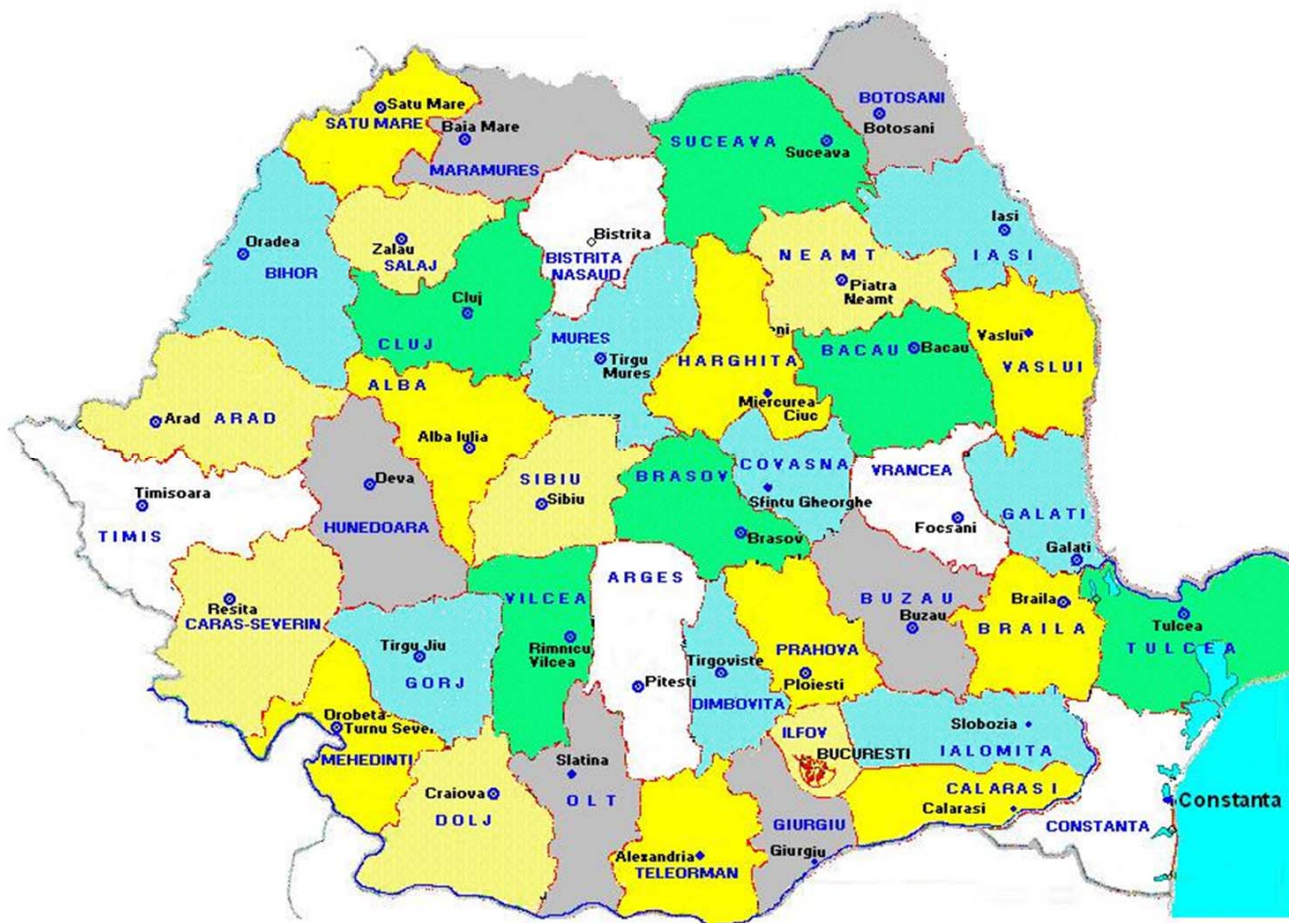 Satu Mare
SATU MARE
Baia Mare
MARAMURES
SUCEAVA
Suceava
BOTOSANI
Botosani
Oradea
BIHOR
Zalau
SALAJ
Bistrita
BISTRITA
NASAUD
NEAMT
Piatra
Neamt
Iasi
IASI
Cluj
CLUJ
MURES
Tirgu
Mures
HARGHITA
Miercurea-
Ciuc
BACAU
Bacau
Vaslui
VASLUI
Arad
ARAD
ALBA
Alba Iulia
Timisoara
TIMIS
Deva
HUNEDOARA
SIBIU
Sibiu
BRASOV
Brasov
COVASNA
Sfintu Gheorghe
VRANCEA
Focsani
GALATI
Galati
Resita
CARAS-SEVERIN
Tirgu Jiu
GORJ
VILCEA
Rimnicu
Vilcea
ARGES
Pitesti
Tirgoviste
DIMBOVITA
PRAHOVA
Ploiesti
BUZAU
Buzau
Braila
BRAILA
Tulcea
TULCEA
Orobeta-
Turnu Sever
MEHEDINTI
Craiova
DOLJ
Slatina
OLT
Alexandria
TELEORMAN
GIURGIU
Giurgiu
ILFOV
BUCURESTI
Slobozia
IALOMITA
CALARASI
Calarasi
CONSTANTA
Constanta